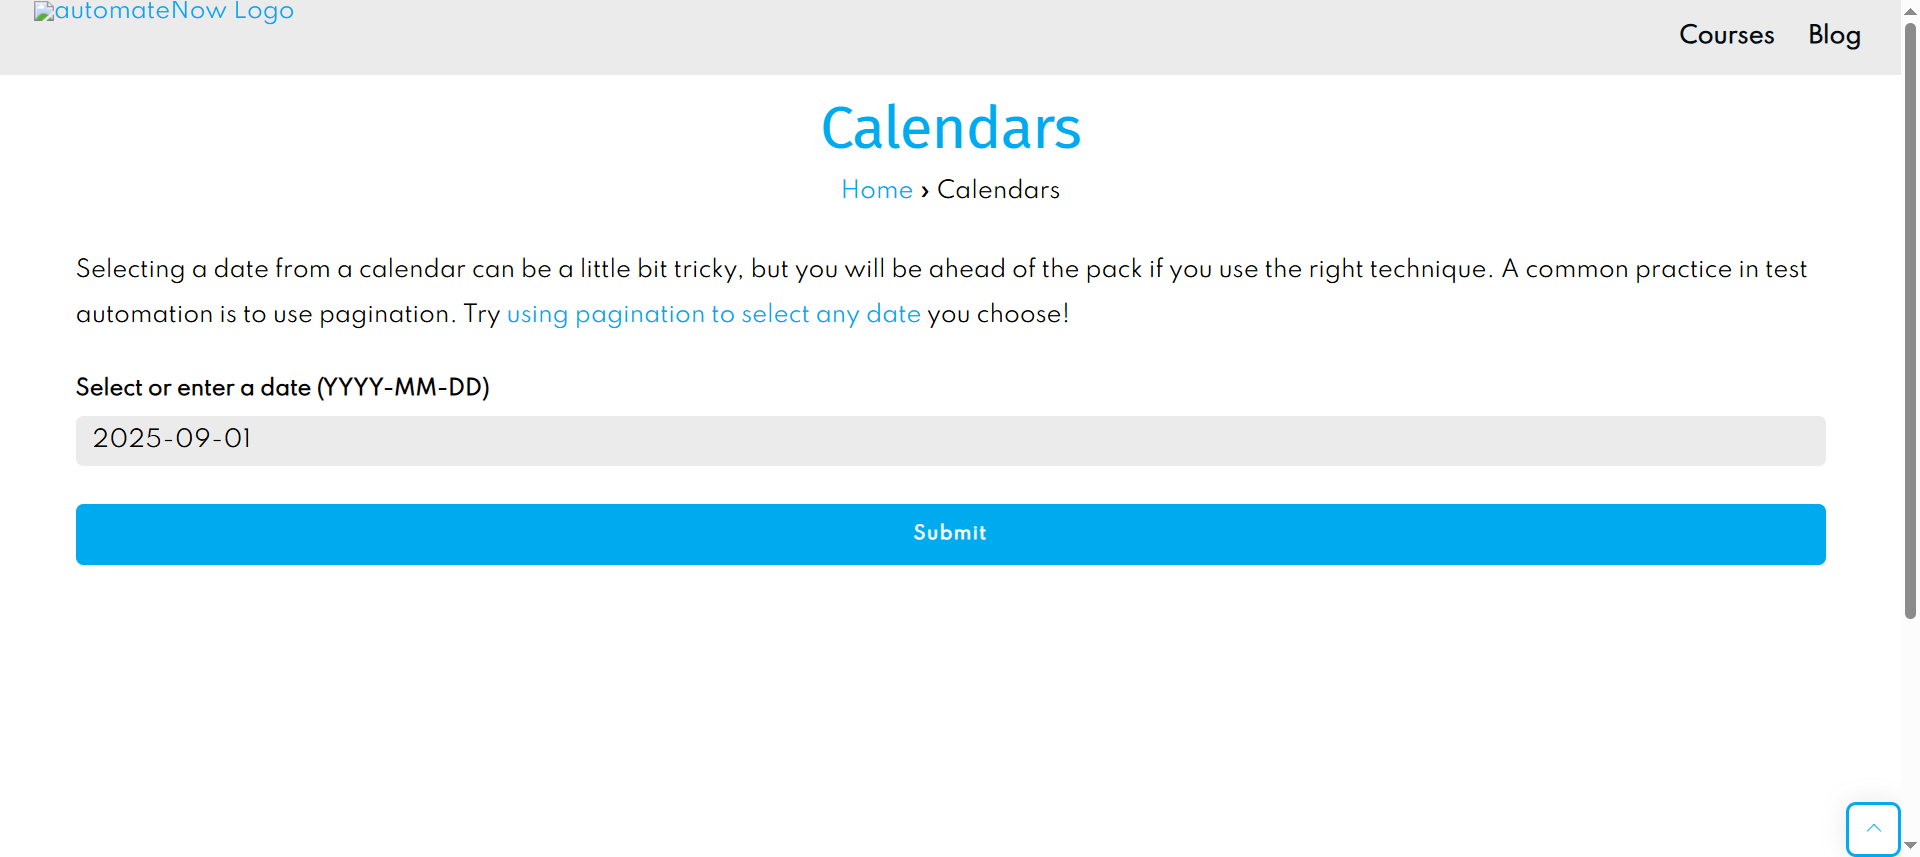 automateNow Logo
Courses Blog
Calendars
Home › Calendars
Selecting a date from a calendar can be a little bit tricky, but you will be ahead of the pack if you use the right technique. A common practice in test
automation is to use pagination. Try using pagination to select any date you choose!
Select or enter a date (YYYY-MM-DD)
2025-09-01
Submit